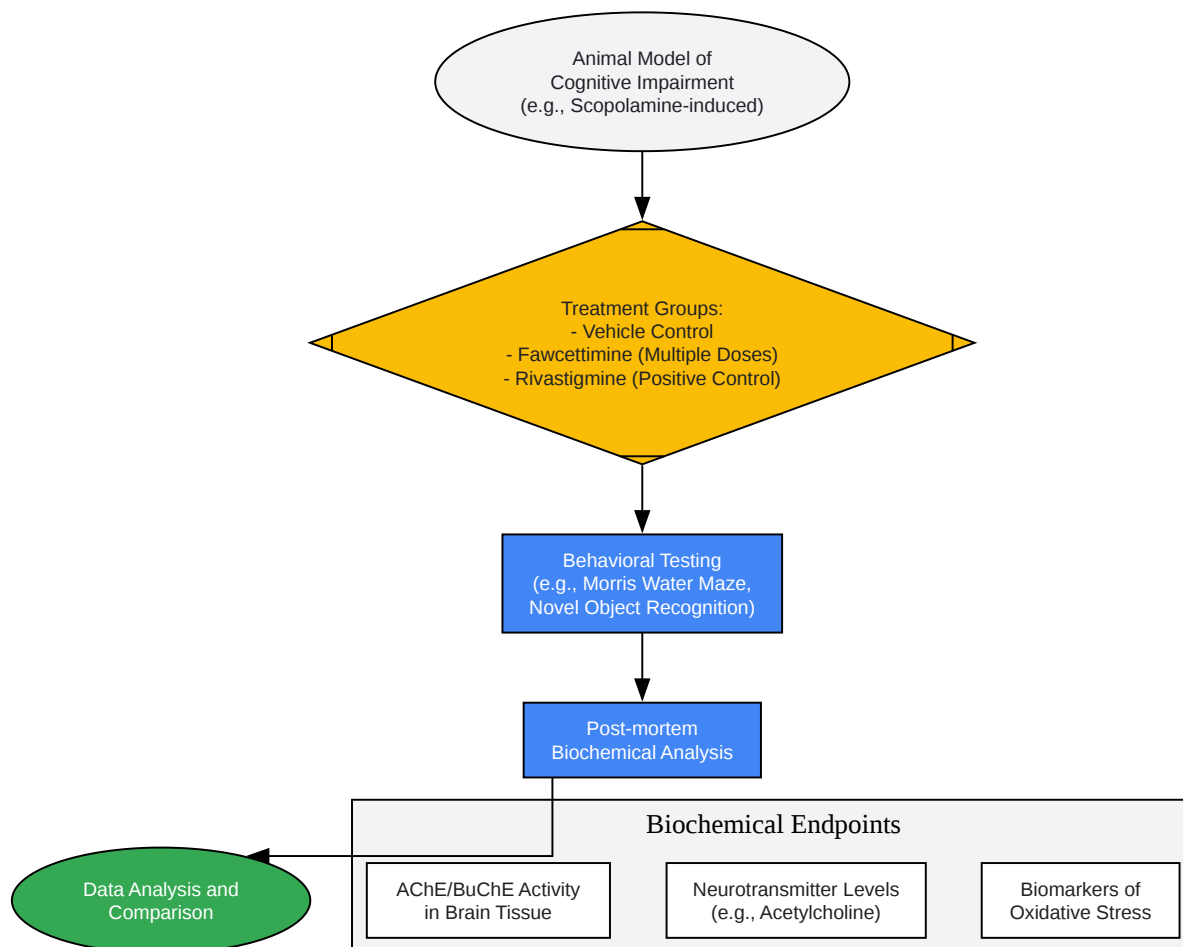 Animal Model of
Cognitive Impairment
(e.g., Scopolamine-induced)
Treatment Groups:
- Vehicle Control
- Fawcettimine (Multiple Doses)
- Rivastigmine (Positive Control)
Behavioral Testing
(e.g., Morris Water Maze,
Novel Object Recognition)
Post-mortem
Biochemical Analysis
Biochemical Endpoints
Data Analysis and
Comparison
AChE/BuChE Activity
in Brain Tissue
Neurotransmitter Levels
(e.g., Acetylcholine)
Biomarkers of
Oxidative Stress